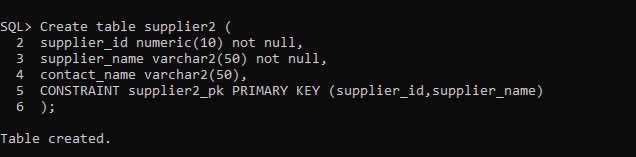 SQL> Create table supplier2 (
2 supplier_id numeric(10) not null,
3 supplier_name varchar2(50) not null,
4 contact_name varchar2(50),
5 CONSTRAINT supplier2_pk PRIMARY KEY (supplier_id,supplier_name)
6 );
Table created.